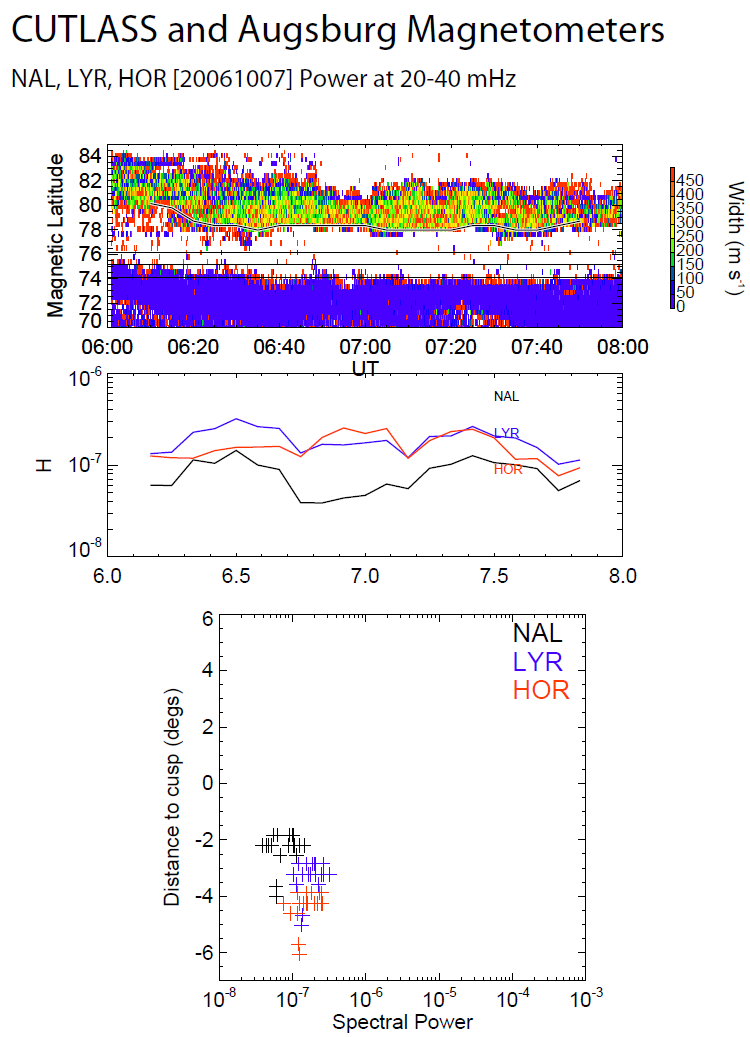 CUTLASS and Augsburg Magnetometers
NAL, LYR, HOR [20061007] Power at 20-40 mHz
Magnetic Latitude
84
82
80
78
76
74
72
70
06:00 06:20 06:40 07:00 07:20 07:40 08:00
UT
450
400
350
300
250
200
150
100
50
0
Width (m s-1)
H
10-6
10-7
10-8
NAL
LYR
HOR
6.0 6.5 7.0 7.5 8.0
Distance to cusp (degs)
6
4
2
0
-2
-4
-6
NAL
LYR
HOR
10-8 10-7 10-6 10-5 10-4 10-3
Spectral Power